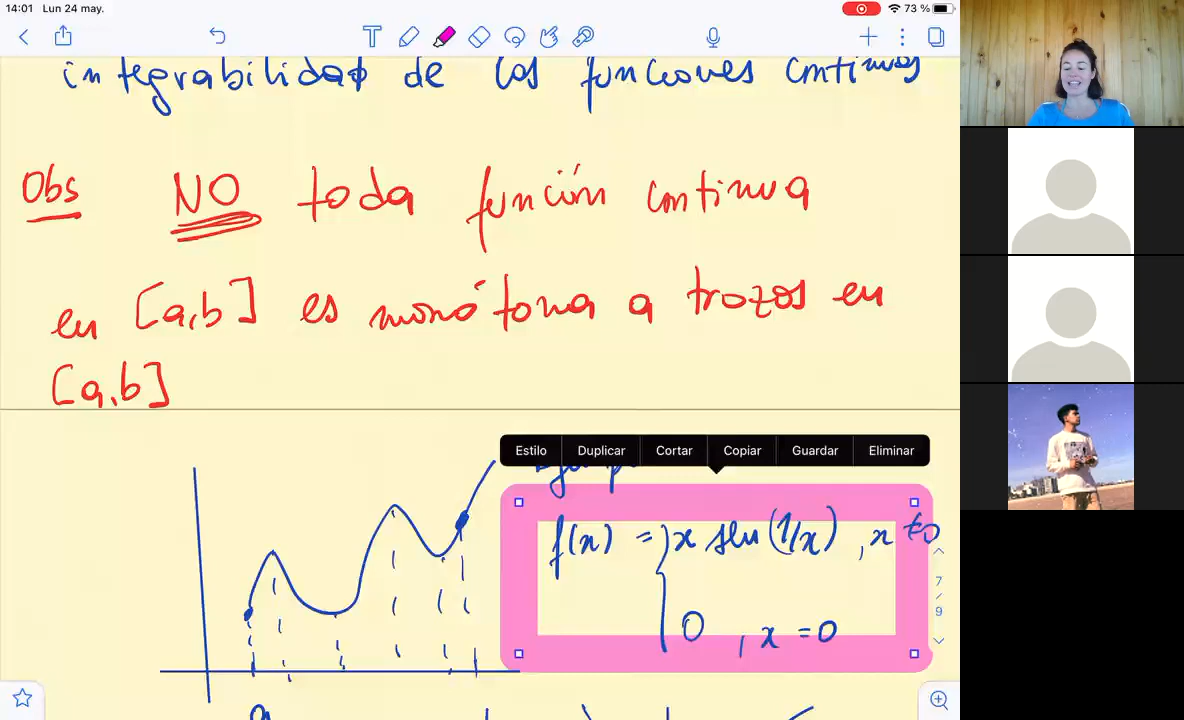 14:01 Lun 24 may. 73 %
integrabilidad de las funciones continuas
Obs NO toda función continua
en [a,b] es monótona a trozos en
[a,b]
Estilo Duplicar Cortar Copiar Guardar Eliminar
f(x) = { x sen(1/x) , x ≠ 0
0 , x = 0
7
/
9